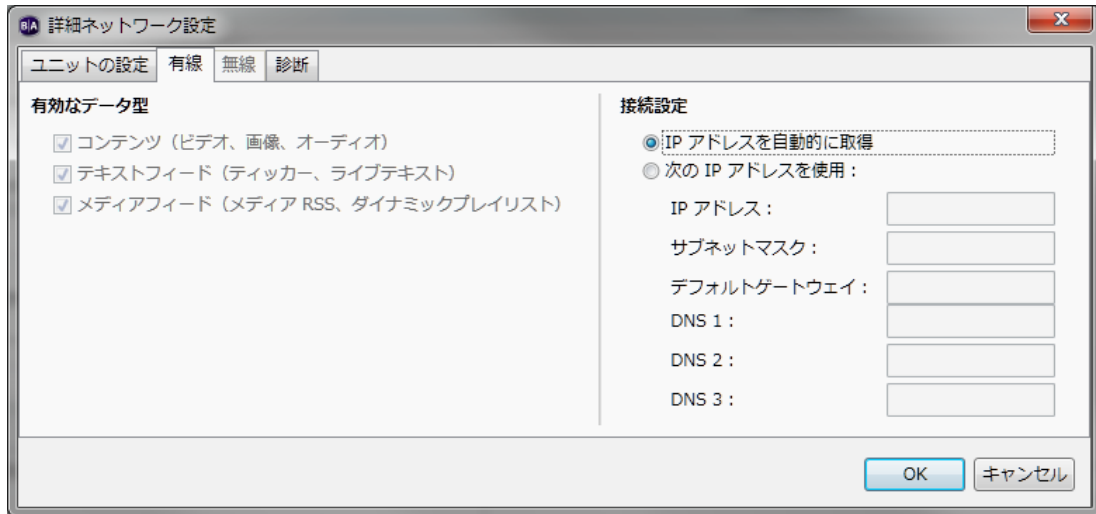 BA 詳細ネットワーク設定
ユニットの設定 有線 無線 診断
有効なデータ型
コンテンツ（ビデオ、画像、オーディオ）
テキストフィード（ティッカー、ライブテキスト）
メディアフィード（メディア RSS、ダイナミックプレイリスト）
接続設定
IP アドレスを自動的に取得
次の IP アドレスを使用：
IP アドレス：
サブネットマスク：
デフォルトゲートウェイ：
DNS 1：
DNS 2：
DNS 3：
OK キャンセル